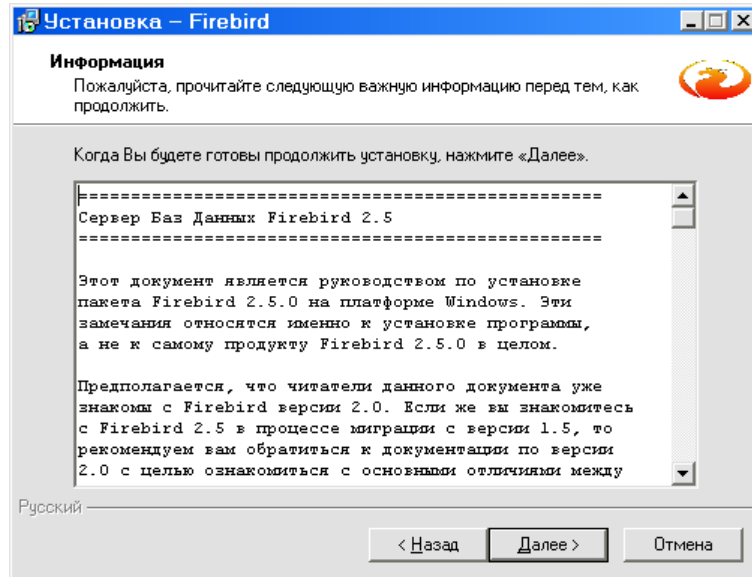 Установка – Firebird
Информация
Пожалуйста, прочитайте следующую важную информацию перед тем, как
продолжить.
Когда Вы будете готовы продолжить установку, нажмите «Далее».
==================================================
Сервер Баз Данных Firebird 2.5
==================================================
Этот документ является руководством по установке
пакета Firebird 2.5.0 на платформе Windows. Эти
замечания относятся именно к установке программы,
а не к самому продукту Firebird 2.5.0 в целом.
Предполагается, что читатели данного документа уже
знакомы с Firebird версии 2.0. Если же вы знакомитесь
с Firebird 2.5 в процессе миграции с версии 1.5, то
рекомендуем вам обратиться к документации по версии
2.0 с целью ознакомиться с основными отличиями между
Русский
< Назад
Далее >
Отмена